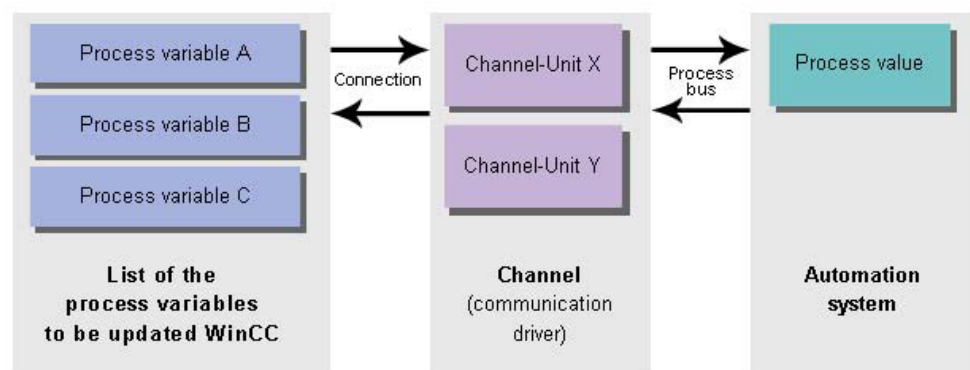 Process variable A
Process variable B
Process variable C
List of the
process variables
to be updated WinCC
Connection
Channel-Unit X
Channel-Unit Y
Channel
(communication
driver)
Process
bus
Process value
Automation
system